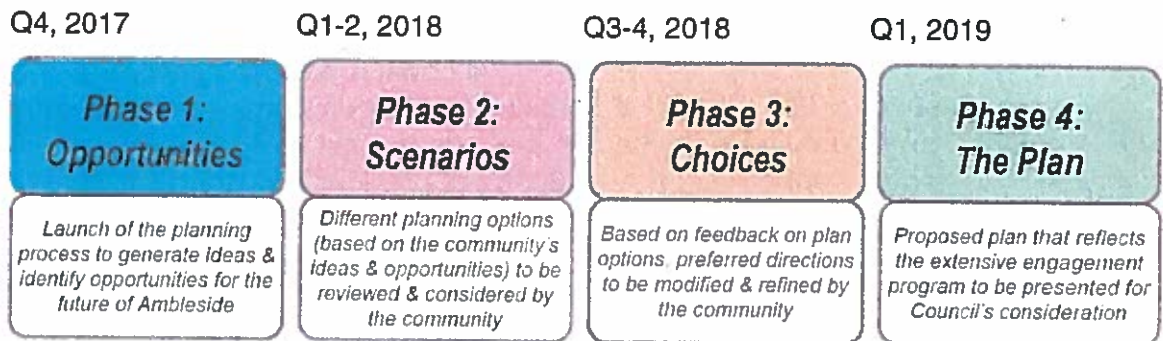 Q4, 2017
Q1-2, 2018
Q3-4, 2018
Q1, 2019
Phase 1:
Opportunities
Phase 2:
Scenarios
Phase 3:
Choices
Phase 4:
The Plan
Launch of the planning
process to generate ideas &
identify opportunities for the
future of Ambleside
Different planning options
(based on the community's
ideas & opportunities) to be
reviewed & considered by
the community
Based on feedback on plan
options, preferred directions
to be modified & refined by
the community
Proposed plan that reflects
the extensive engagement
program to be presented for
Council's consideration